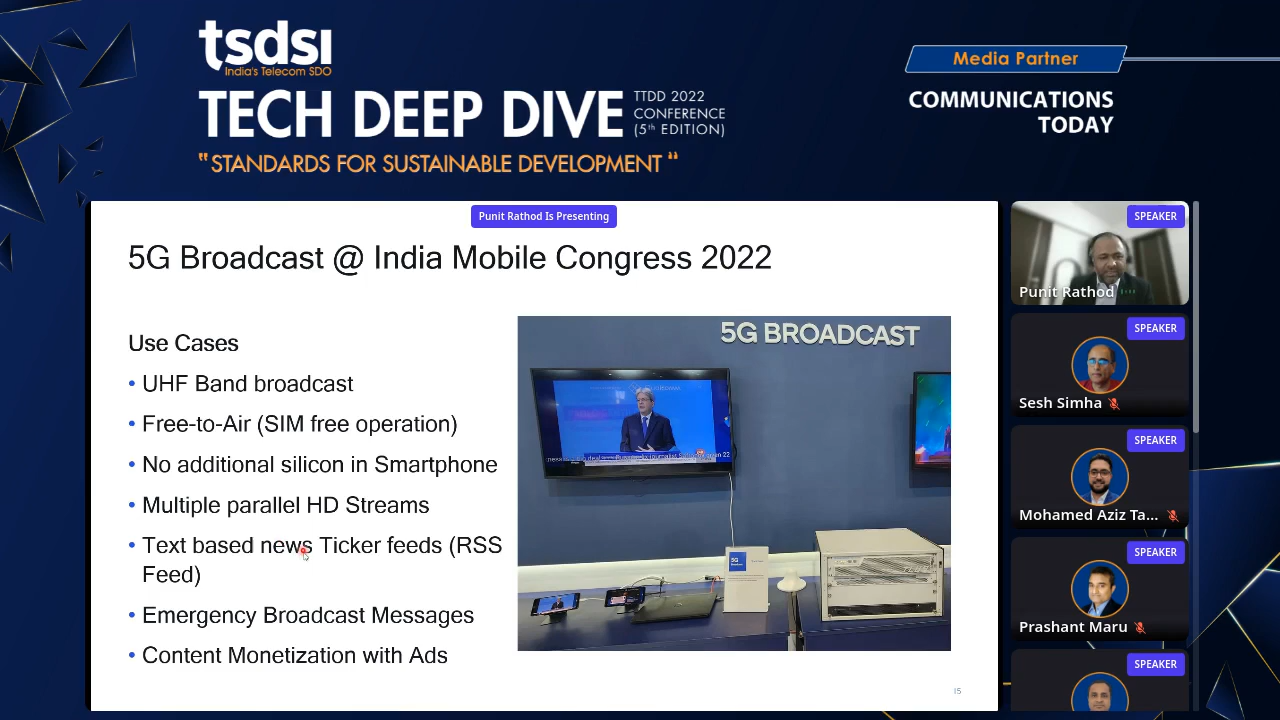 tsdsi
India's Telecom SDO
TECH DEEP DIVE
TTDD 2022
CONFERENCE
(5th EDITION)
"STANDARDS FOR SUSTAINABLE DEVELOPMENT"
Media Partner
COMMUNICATIONS
TODAY
Punit Rathod Is Presenting
5G Broadcast @ India Mobile Congress 2022
Use Cases
• UHF Band broadcast
• Free-to-Air (SIM free operation)
• No additional silicon in Smartphone
• Multiple parallel HD Streams
• Text based news Ticker feeds (RSS
Feed)
• Emergency Broadcast Messages
• Content Monetization with Ads
5G BROADCAST
5G
15
SPEAKER
Punit Rathod
SPEAKER
Sesh Simha
SPEAKER
Mohamed Aziz Ta...
SPEAKER
Prashant Maru
SPEAKER